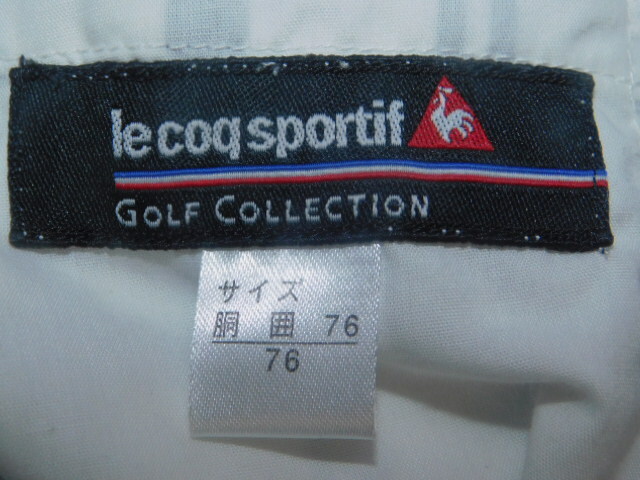 le coq sportif
GOLF COLLECTION
サイズ
胴囲 76
76